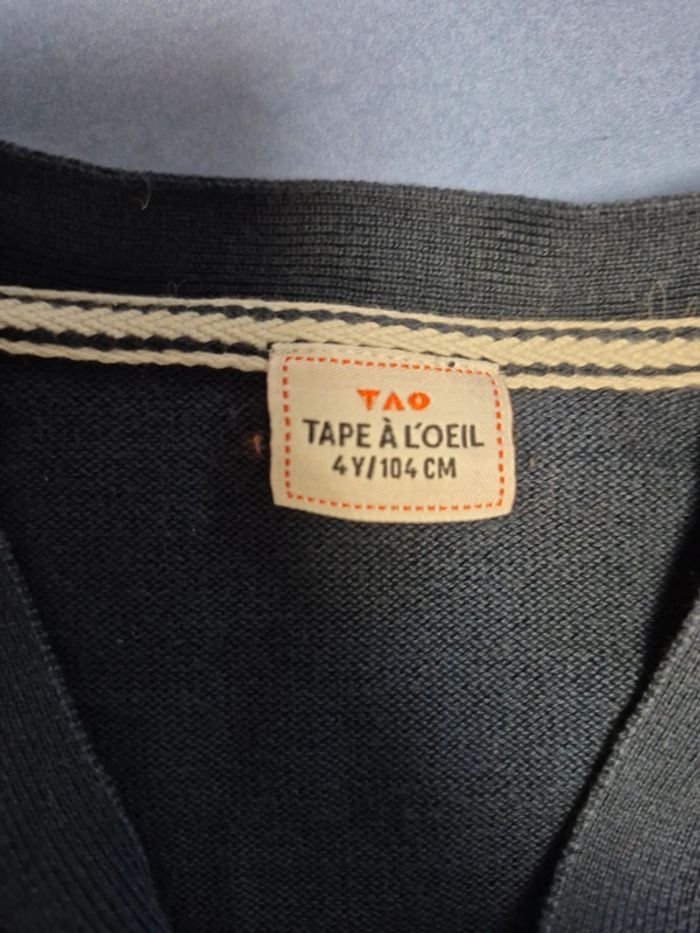 TAO
TAPE À L'OEIL
4Y/104 CM